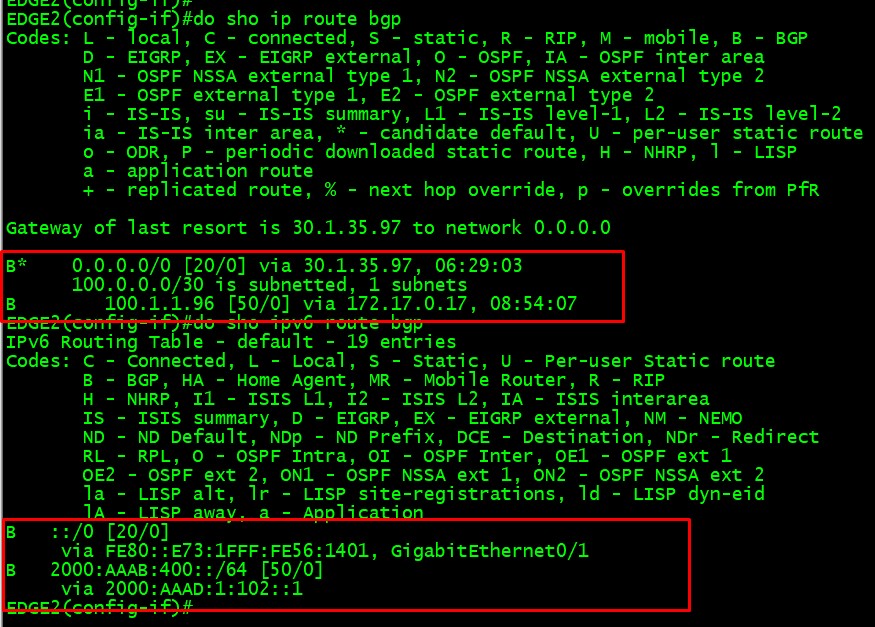 EDGE2(config-if)#
EDGE2(config-if)#do sho ip route bgp
Codes: L - local, C - connected, S - static, R - RIP, M - mobile, B - BGP
       D - EIGRP, EX - EIGRP external, O - OSPF, IA - OSPF inter area
       N1 - OSPF NSSA external type 1, N2 - OSPF NSSA external type 2
       E1 - OSPF external type 1, E2 - OSPF external type 2
       i - IS-IS, su - IS-IS summary, L1 - IS-IS level-1, L2 - IS-IS level-2
       ia - IS-IS inter area, * - candidate default, U - per-user static route
       o - ODR, P - periodic downloaded static route, H - NHRP, l - LISP
       a - application route
       + - replicated route, % - next hop override, p - overrides from PfR
Gateway of last resort is 30.1.35.97 to network 0.0.0.0
B*    0.0.0.0/0 [20/0] via 30.1.35.97, 06:29:03
      100.0.0.0/30 is subnetted, 1 subnets
B        100.1.1.96 [50/0] via 172.17.0.17, 08:54:07
EDGE2(config-if)#do sho ipv6 route bgp
IPv6 Routing Table - default - 19 entries
Codes: C - Connected, L - Local, S - Static, U - Per-user Static route
       B - BGP, HA - Home Agent, MR - Mobile Router, R - RIP
       H - NHRP, I1 - ISIS L1, I2 - ISIS L2, IA - ISIS interarea
       IS - ISIS summary, D - EIGRP, EX - EIGRP external, NM - NEMO
       ND - ND Default, NDp - ND Prefix, DCE - Destination, NDr - Redirect
       RL - RPL, O - OSPF Intra, OI - OSPF Inter, OE1 - OSPF ext 1
       OE2 - OSPF ext 2, ON1 - OSPF NSSA ext 1, ON2 - OSPF NSSA ext 2
       la - LISP alt, lr - LISP site-registrations, ld - LISP dyn-eid
       lA - LISP away, a - Application
B   ::/0 [20/0]
     via FE80::E73:1FFF:FE56:1401, GigabitEthernet0/1
B   2000:AAAB:400::/64 [50/0]
     via 2000:AAAD:1:102::1
EDGE2(config-if)#